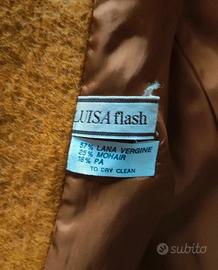 LUISA flash
57% LANA VERGINE
25% MOHAIR
18% PA
TO DRY CLEAN
subito